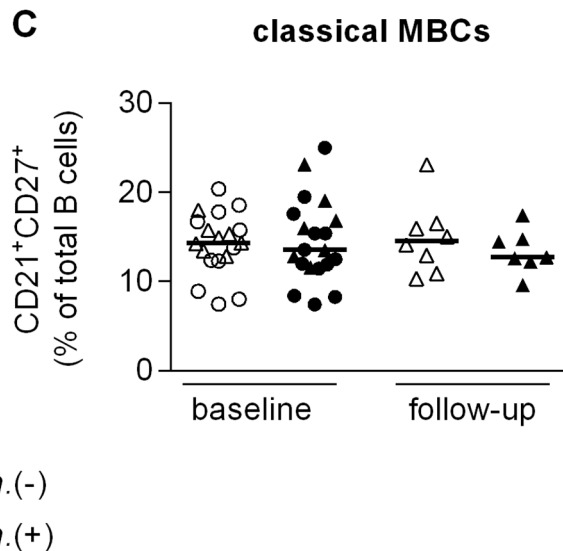 C
classical MBCs
CD21⁺CD27⁺
(% of total B cells)
30
20
10
0
baseline
follow-up
.(-)
.(+)